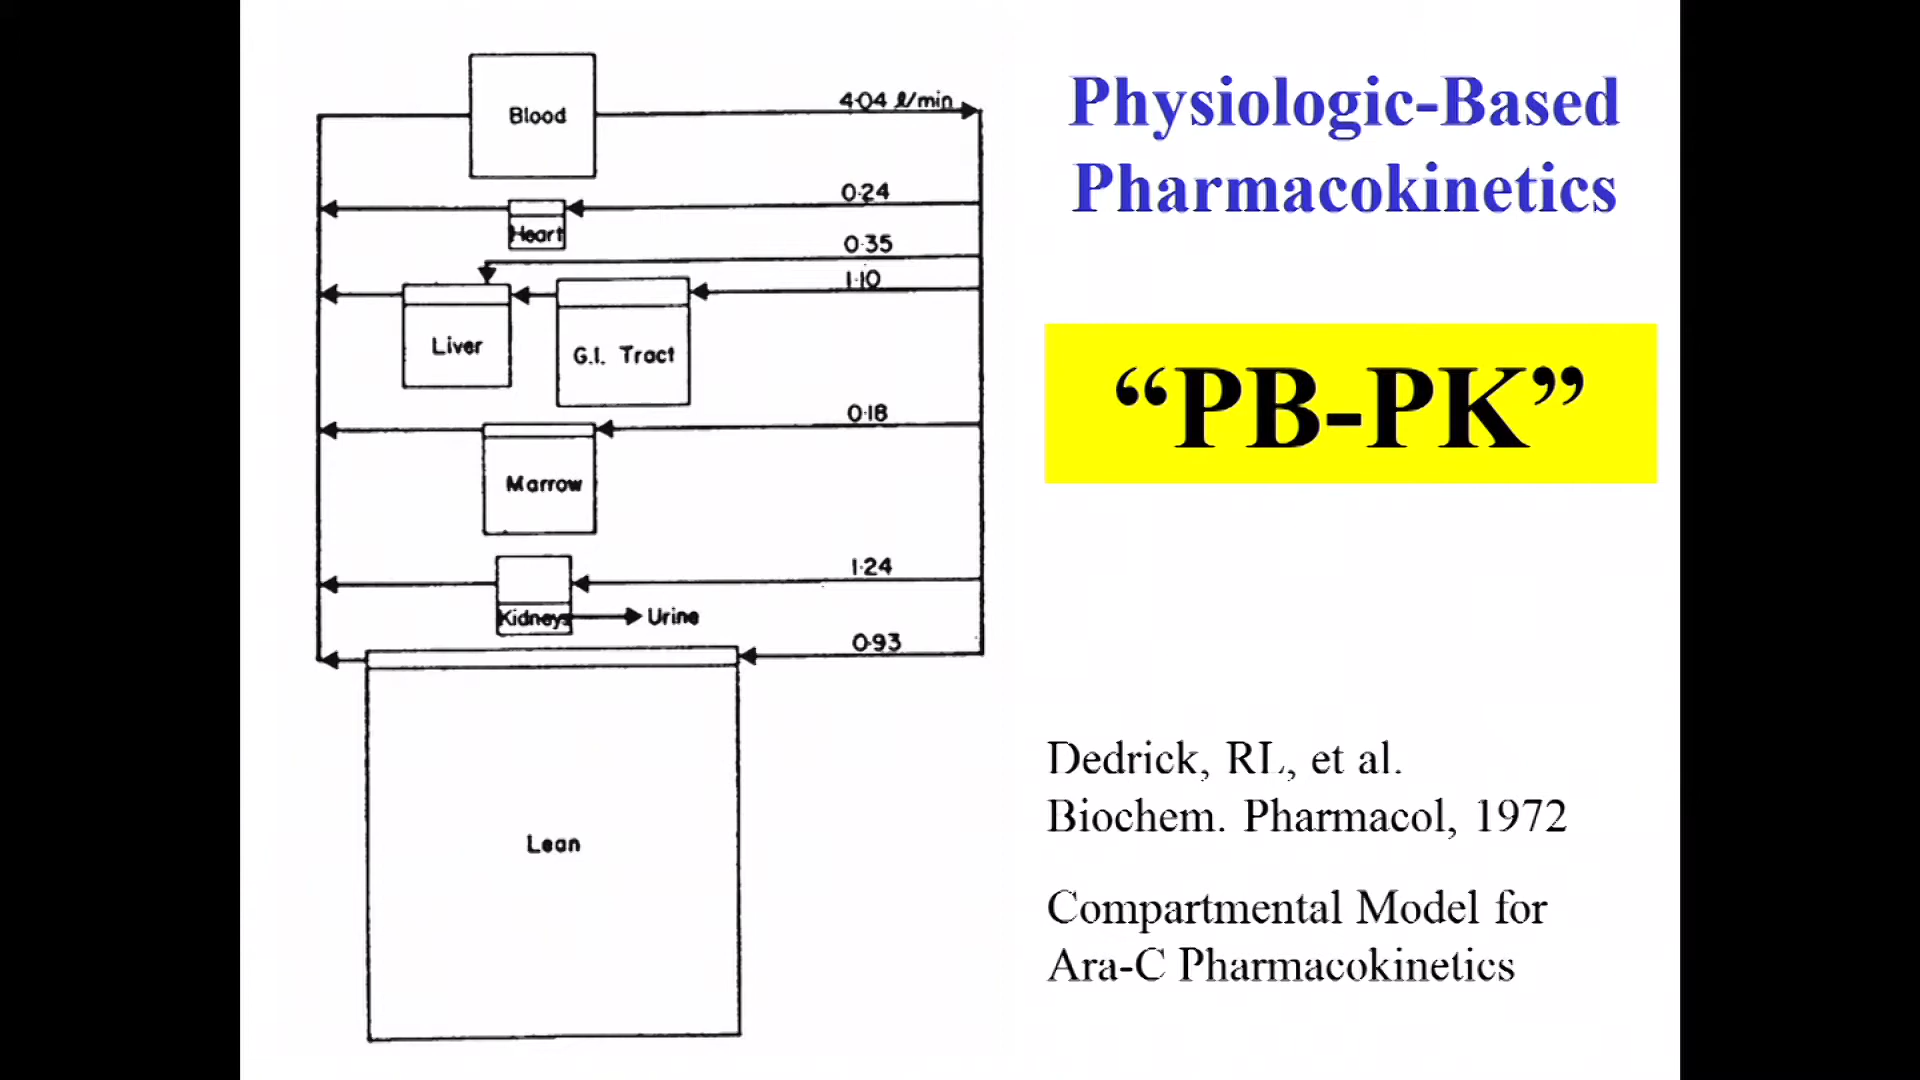 Physiologic-Based
Pharmacokinetics
“PB-PK”
Blood
4·04 ℓ/min
0·24
Heart
0·35
1·10
Liver
G.I. Tract
0·18
Marrow
1·24
Kidneys
Urine
0·93
Lean
Dedrick, RL, et al.
Biochem. Pharmacol, 1972
Compartmental Model for
Ara-C Pharmacokinetics